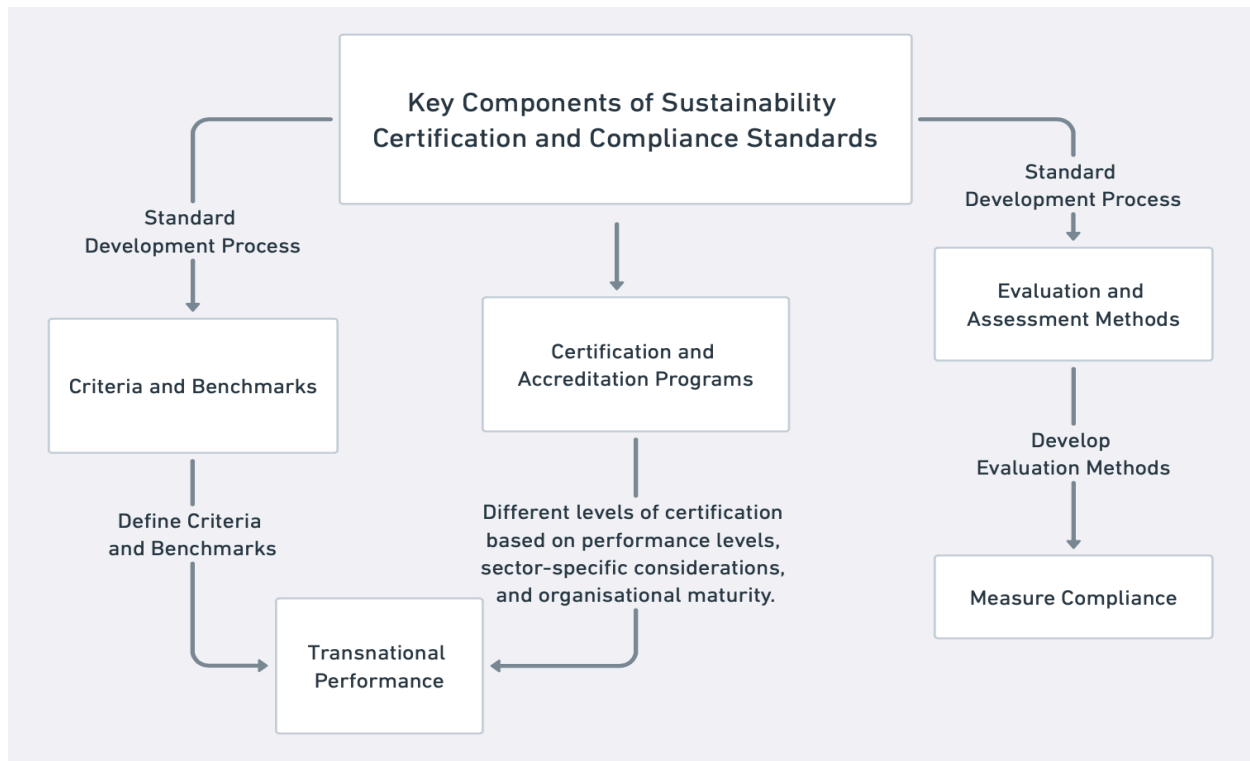 Key Components of Sustainability
Certification and Compliance Standards
Standard
Development Process
Criteria and Benchmarks
Define Criteria
and Benchmarks
Certification and
Accreditation Programs
Different levels of certification
based on performance levels,
sector-specific considerations,
and organisational maturity.
Transnational
Performance
Standard
Development Process
Evaluation and
Assessment Methods
Develop
Evaluation Methods
Measure Compliance